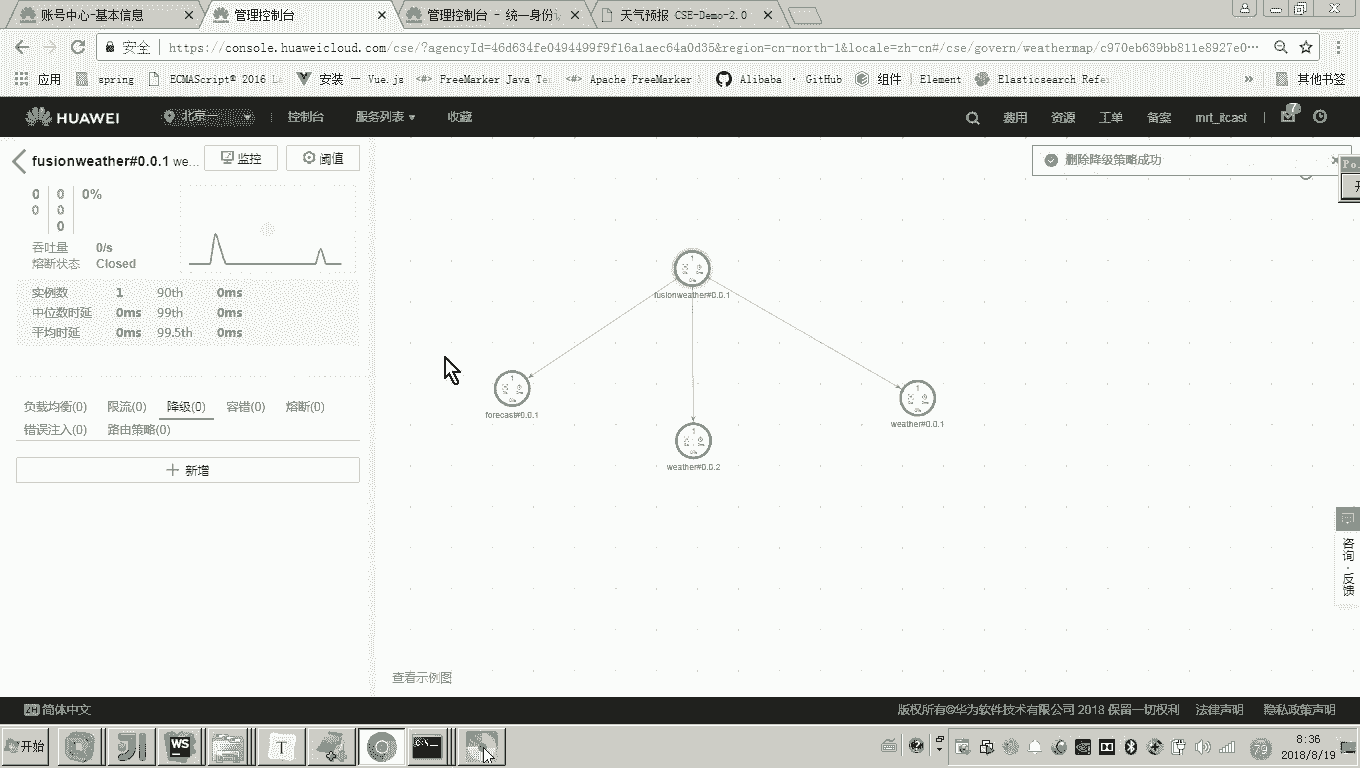 账号中心-基本信息
管理控制台
管理控制台 - 统一身份认
天气预报 CSE-Demo-2.0
安全
https://console.huaweicloud.com/cse/?agencyId=46d634fe0494499f9f16a1aec64a0d35&region=cn-north-1&locale=zh-cn#/cse/govern/weathermap/c970eb639bb811e8927e0…
应用
spring
ECMAScript® 2016 La
安装 — Vue.js
FreeMarker Java Te
Apache FreeMarker
Alibaba · GitHub
组件 | Element
Elasticsearch Refe
»
其他书签
HUAWEI
北京一
控制台
服务列表
收藏
费用
资源
工单
备案
mrt_itcast
7
fusionweather#0.0.1 we...
监控
阈值
删除降级策略成功
0 0 0%
0 0
0
吞吐量 0/s
熔断状态 Closed
实例数 1 90th 0ms
中位数时延 0ms 99th 0ms
平均时延 0ms 99.5th 0ms
负载均衡(0)
限流(0)
降级(0)
容错(0)
熔断(0)
错误注入(0)
路由策略(0)
新增
fusionweather#0.0.1
forecast#0.0.1
weather#0.0.2
weather#0.0.1
咨询·反馈
查看示例图
简体中文
版权所有©华为软件技术有限公司 2018 保留一切权利
法律声明
隐私政策声明
开始
WS
T
79
8:36
2018/8/19